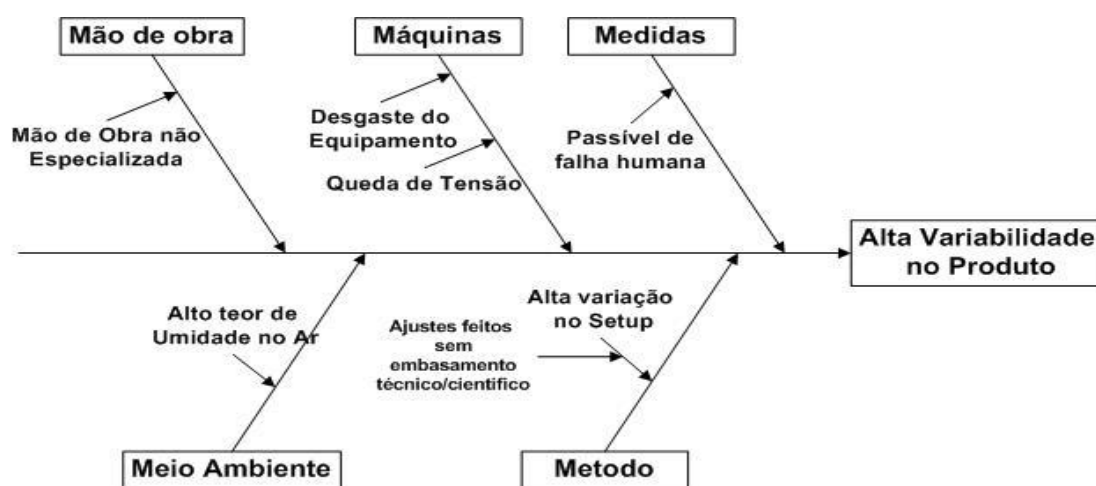 Mão de obra
Máquinas
Medidas
Mão de Obra não
Especializada
Desgaste do
Equipamento
Queda de Tensão
Passível de
falha humana
Alta Variabilidade
no Produto
Alto teor de
Umidade no Ar
Ajustes feitos
sem
embasamento
técnico/cientifico
Alta variação
no Setup
Meio Ambiente
Metodo